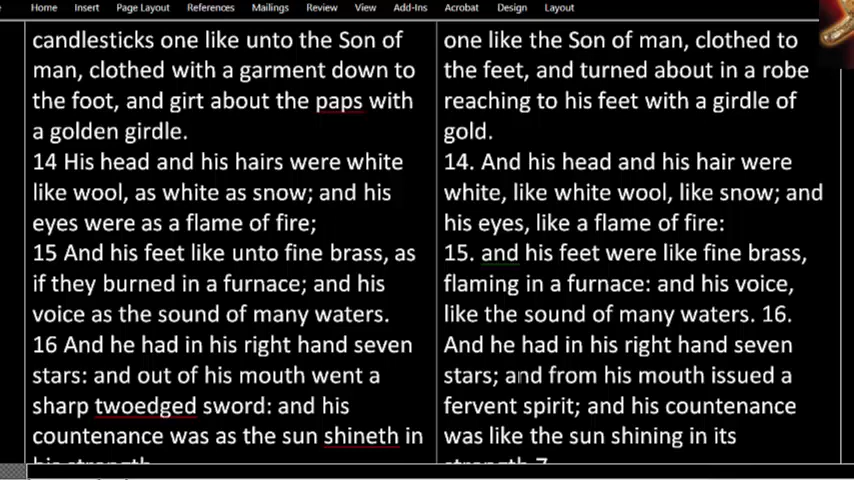 Home Insert Page Layout References Mailings Review View Add-Ins Acrobat Design Layout
candlesticks one like unto the Son of
man, clothed with a garment down to
the foot, and girt about the paps with
a golden girdle.
14 His head and his hairs were white
like wool, as white as snow; and his
eyes were as a flame of fire;
15 And his feet like unto fine brass, as
if they burned in a furnace; and his
voice as the sound of many waters.
16 And he had in his right hand seven
stars: and out of his mouth went a
sharp twoedged sword: and his
countenance was as the sun shineth in
his strength
one like the Son of man, clothed to
the feet, and turned about in a robe
reaching to his feet with a girdle of
gold.
14. And his head and his hair were
white, like white wool, like snow; and
his eyes, like a flame of fire:
15. and his feet were like fine brass,
flaming in a furnace: and his voice,
like the sound of many waters. 16.
And he had in his right hand seven
stars; and from his mouth issued a
fervent spirit; and his countenance
was like the sun shining in its
strength